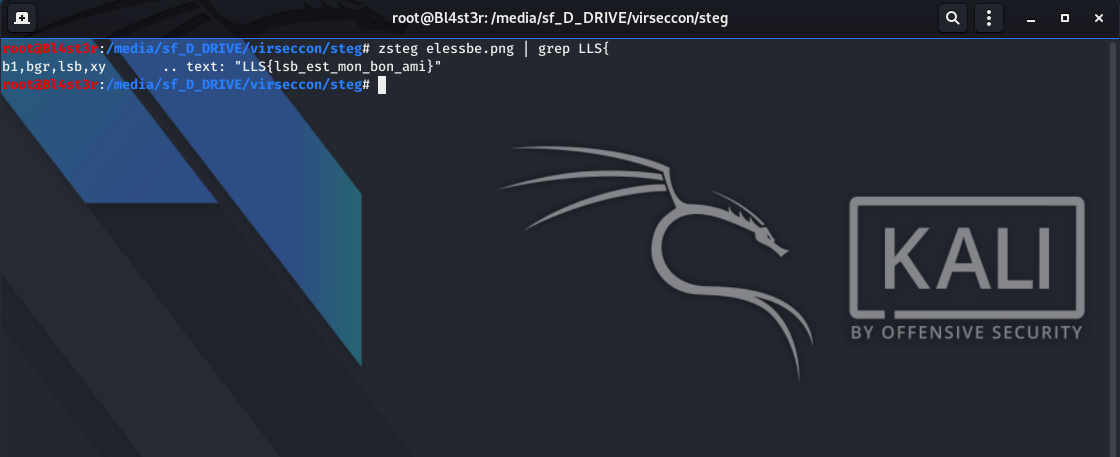 root@Bl4st3r: /media/sf_D_DRIVE/virseccon/steg
root@Bl4st3r:/media/sf_D_DRIVE/virseccon/steg# zsteg elessbe.png | grep LLS{
b1,bgr,lsb,xy       .. text: "LLS{lsb_est_mon_bon_ami}"
root@Bl4st3r:/media/sf_D_DRIVE/virseccon/steg#
KALI
BY OFFENSIVE SECURITY